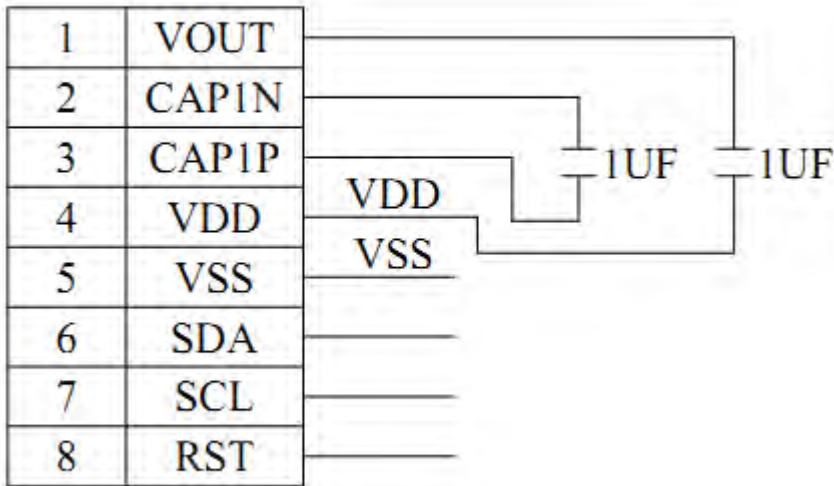 1 VOUT
2 CAP1N
3 CAP1P 1UF 1UF
4 VDD VDD
5 VSS VSS
6 SDA
7 SCL
8 RST